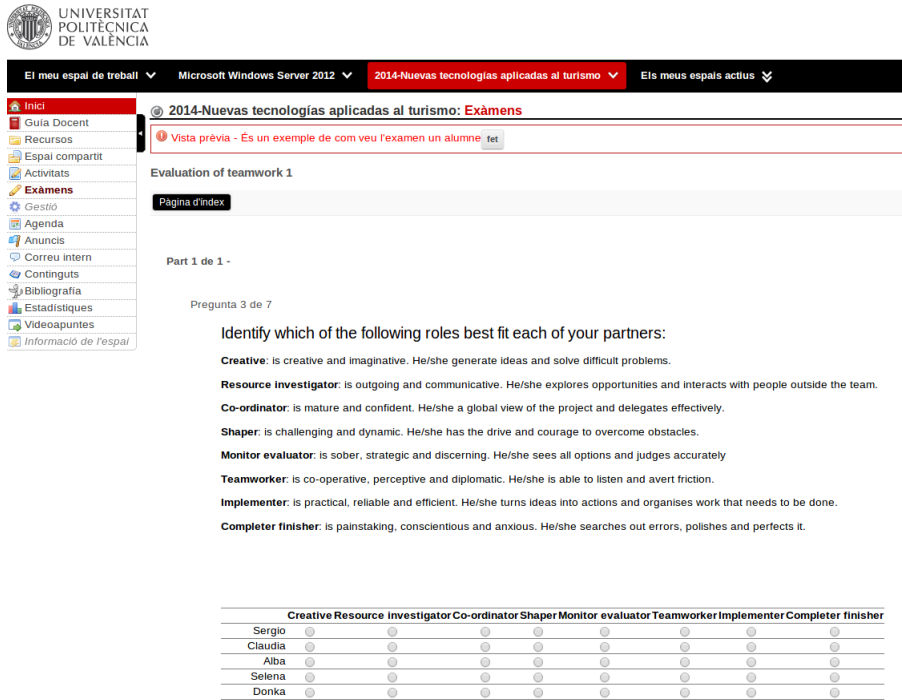 UNIVERSITAT
POLITÈCNICA
DE VALÈNCIA
El meu espai de treball Microsoft Windows Server 2012 2014-Nuevas tecnologías aplicadas al turismo Els meus espais actius
Inici
Guía Docent
Recursos
Espai compartit
Activitats
Exàmens
Gestió
Agenda
Anuncis
Correu intern
Continguts
Bibliografía
Estadístiques
Videoapuntes
Informació de l'espai
2014-Nuevas tecnologías aplicadas al turismo: Exàmens
Vista prèvia - És un exemple de com veu l'examen un alumne fet
Evaluation of teamwork 1
Pàgina d'índex
Part 1 de 1 -
Pregunta 3 de 7
Identify which of the following roles best fit each of your partners:
Creative: is creative and imaginative. He/she generate ideas and solve difficult problems.
Resource investigator: is outgoing and communicative. He/she explores opportunities and interacts with people outside the team.
Co-ordinator: is mature and confident. He/she a global view of the project and delegates effectively.
Shaper: is challenging and dynamic. He/she has the drive and courage to overcome obstacles.
Monitor evaluator: is sober, strategic and discerning. He/she sees all options and judges accurately
Teamworker: is co-operative, perceptive and diplomatic. He/she is able to listen and avert friction.
Implementer: is practical, reliable and efficient. He/she turns ideas into actions and organises work that needs to be done.
Completer finisher: is painstaking, conscientious and anxious. He/she searches out errors, polishes and perfects it.
Creative Resource investigator Co-ordinator Shaper Monitor evaluator Teamworker Implementer Completer finisher
Sergio
Claudia
Alba
Selena
Donka